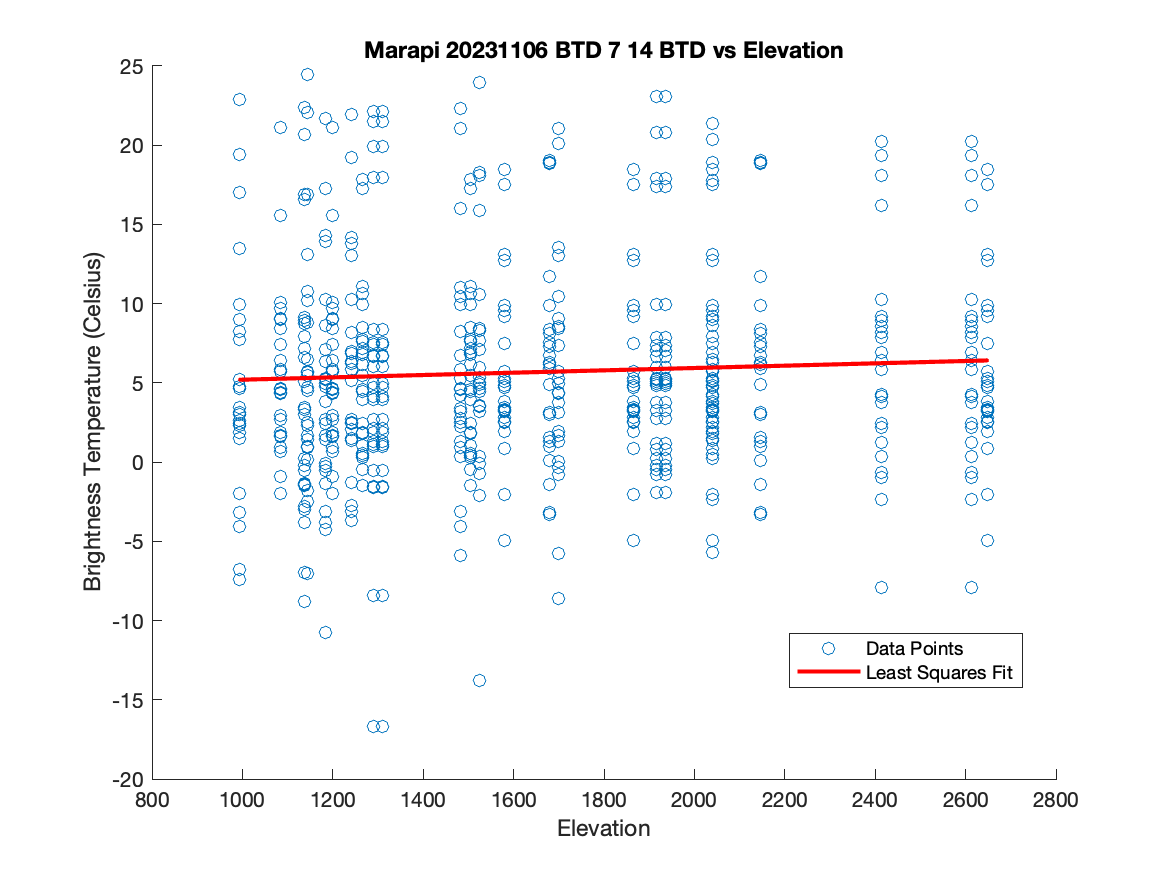 Marapi 20231106 BTD 7 14 BTD vs Elevation
25
20
15
10
5
0
-5
-10
-15
-20
Brightness Temperature (Celsius)
Data Points
Least Squares Fit
800 1000 1200 1400 1600 1800 2000 2200 2400 2600 2800
Elevation